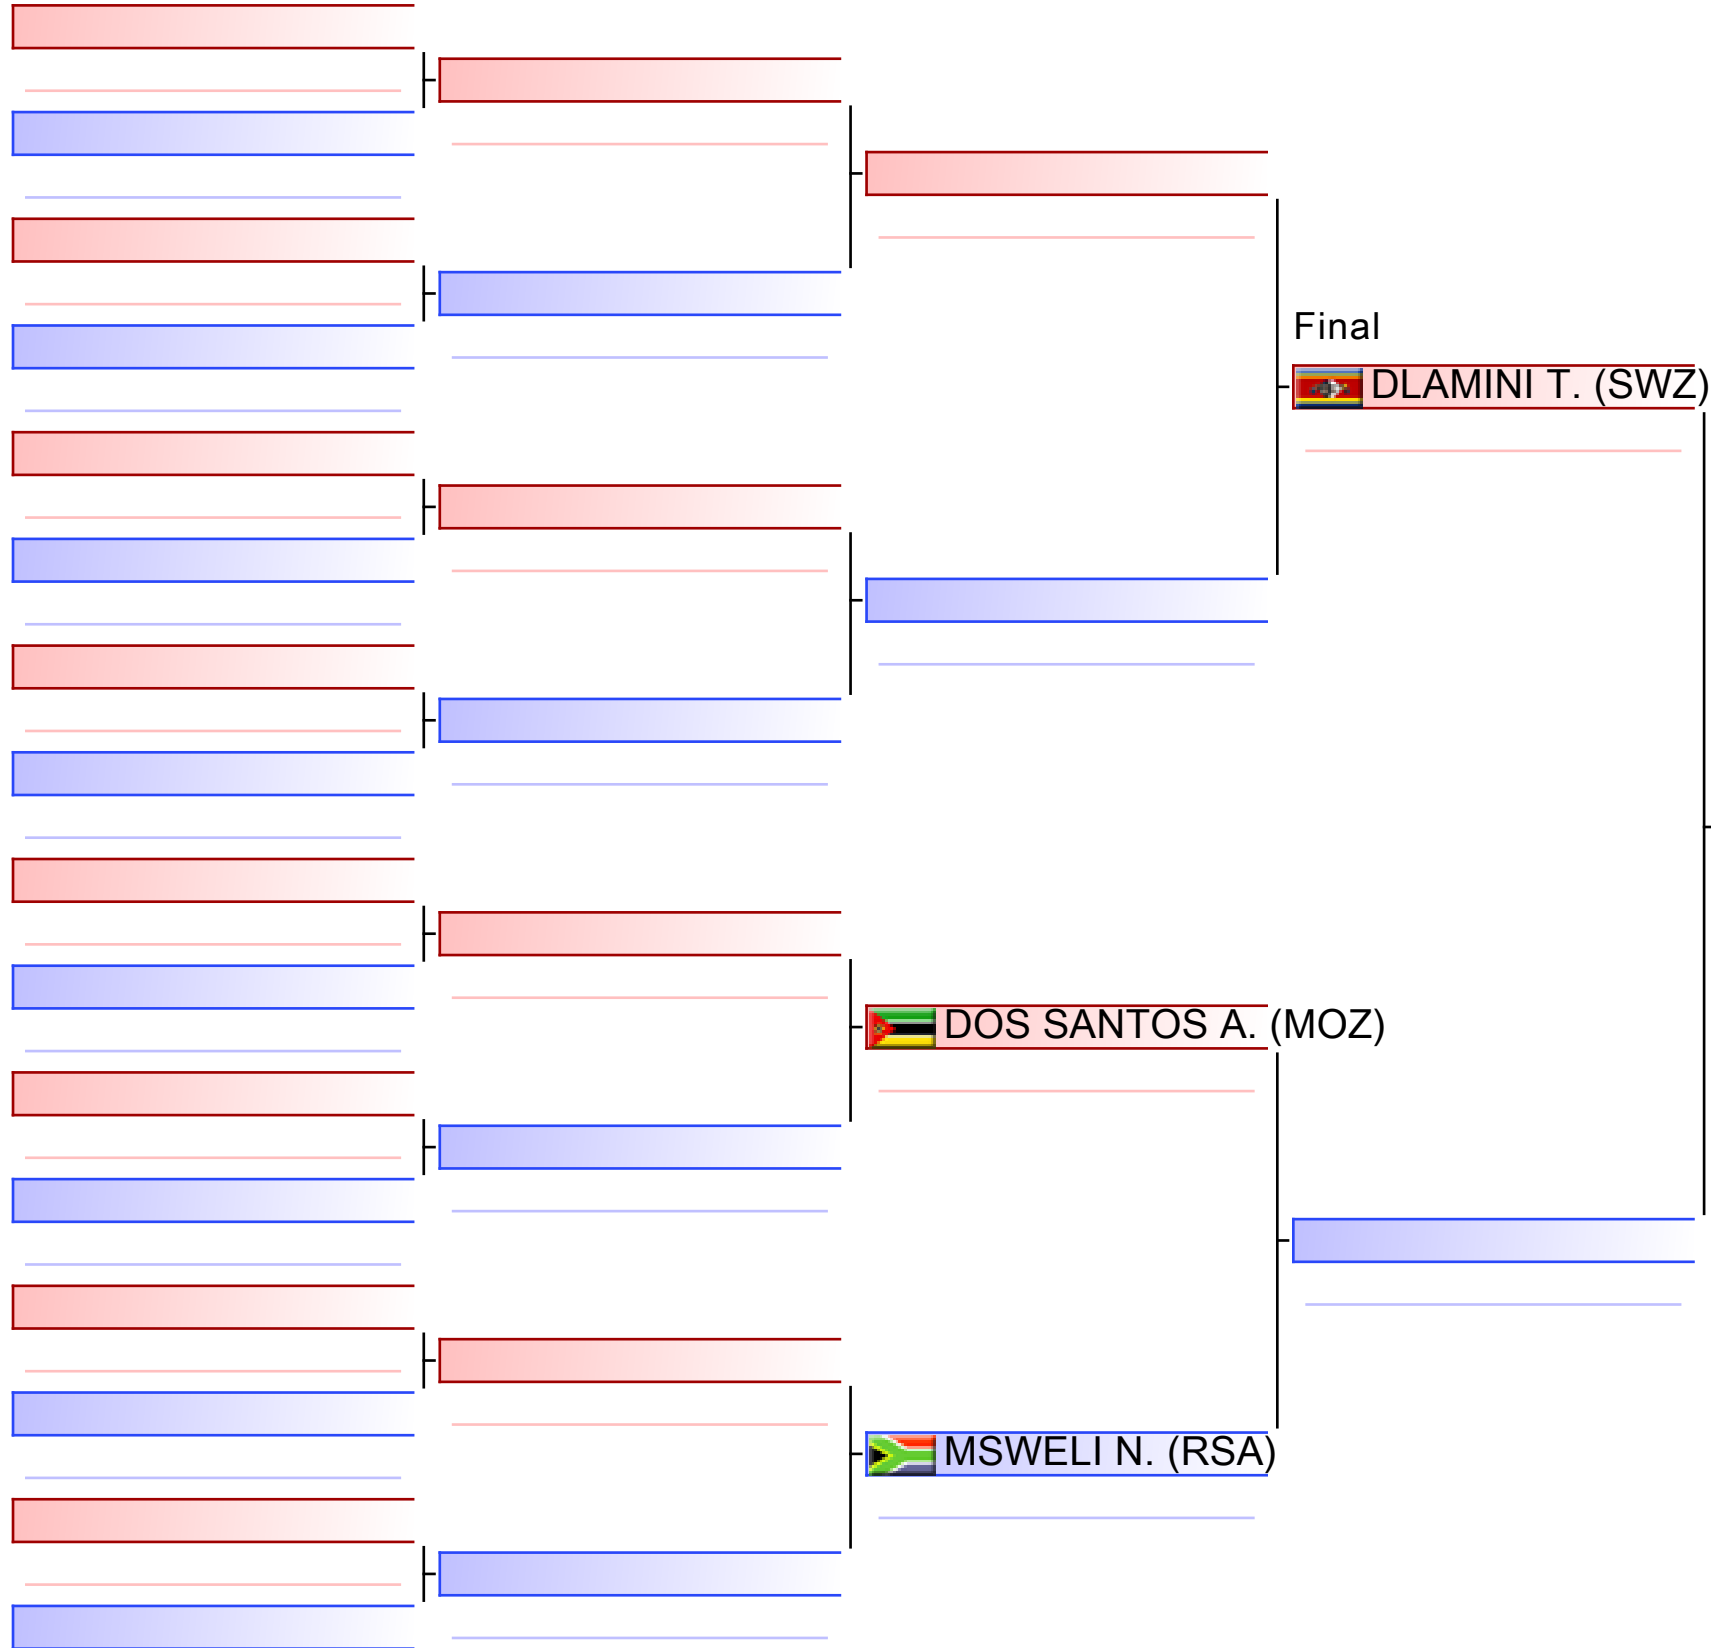 Final
DLAMINI T. (SWZ)
DOS SANTOS A. (MOZ)
MSWELI N. (RSA)